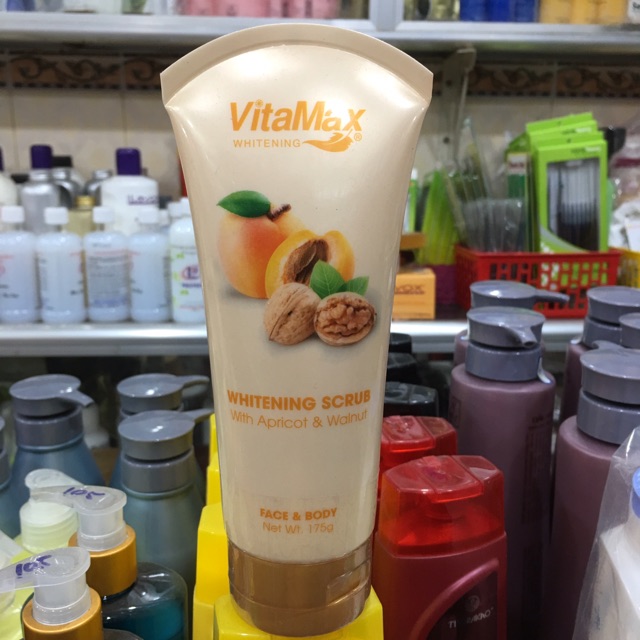 VitaMax
WHITENING
WHITENING SCRUB
With Apricot & Walnut
FACE & BODY
Net Wt. 175g